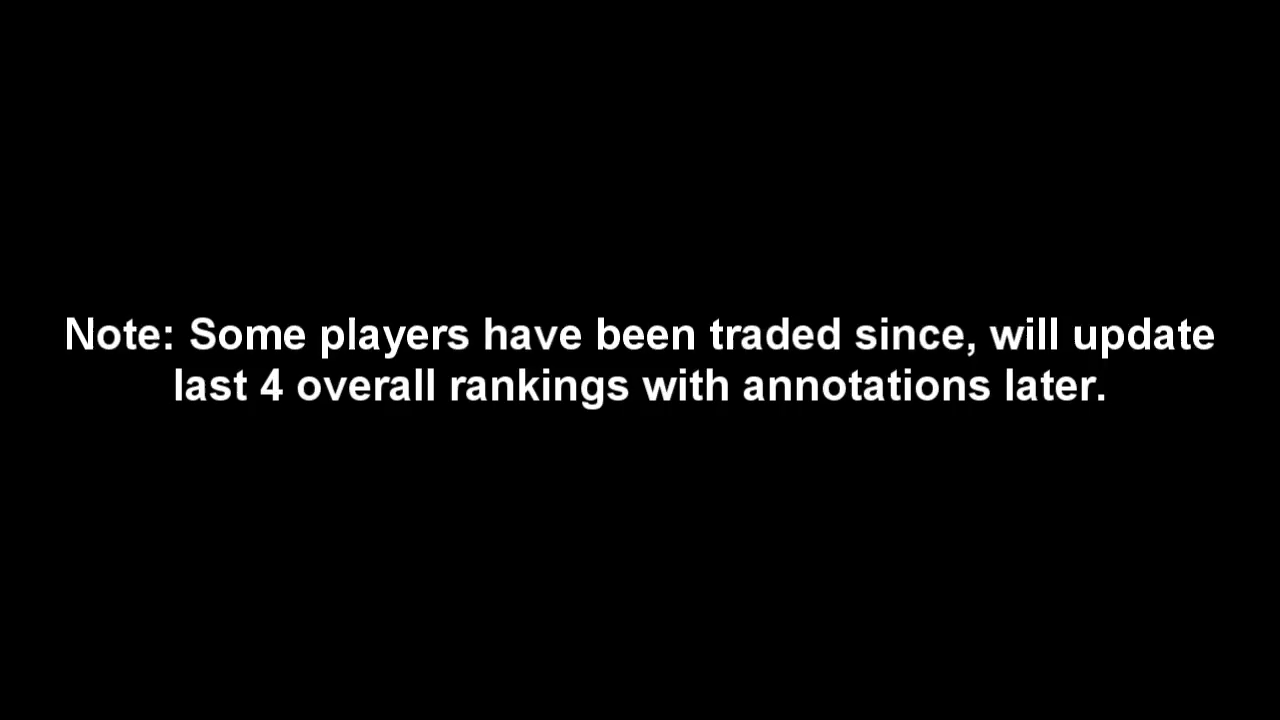 Note: Some players have been traded since, will update
last 4 overall rankings with annotations later.